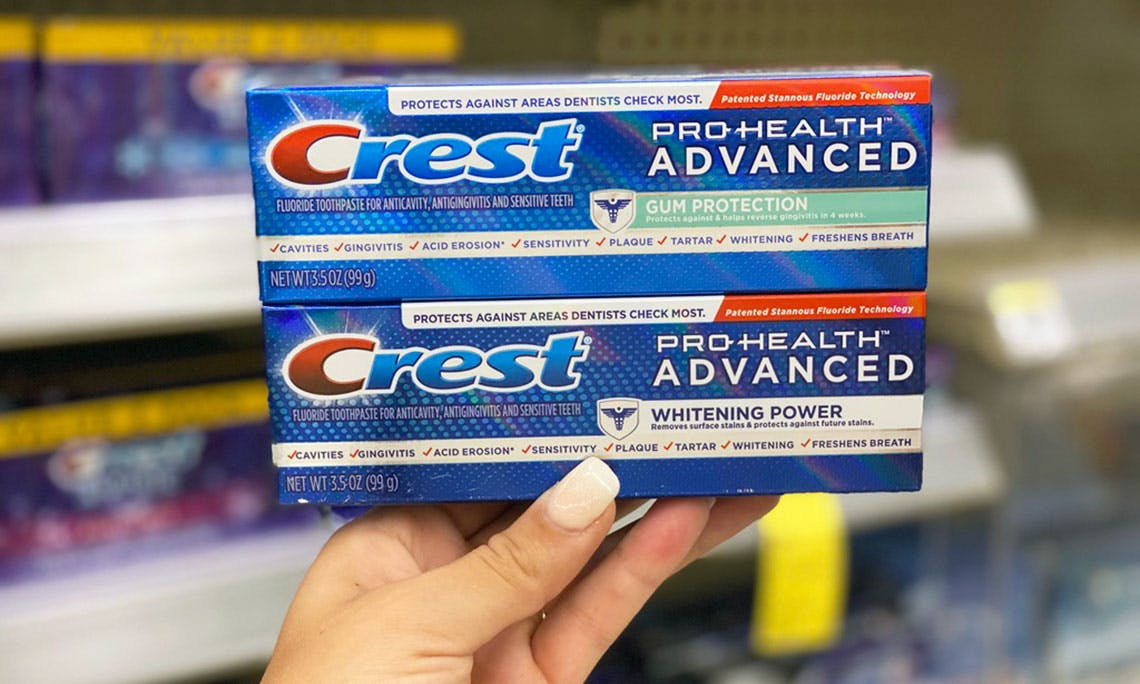 PROTECTS AGAINST AREAS DENTISTS CHECK MOST. Patented Stannous Fluoride Technology
Crest® PRO-HEALTH™
ADVANCED
FLUORIDE TOOTHPASTE FOR ANTICAVITY, ANTIGINGIVITIS AND SENSITIVE TEETH
GUM PROTECTION
Protects against & helps reverse gingivitis in 4 weeks.
✓CAVITIES ✓GINGIVITIS ✓ACID EROSION* ✓SENSITIVITY ✓PLAQUE ✓TARTAR ✓WHITENING ✓FRESHENS BREATH
NET WT 3.5 OZ (99 g)
PROTECTS AGAINST AREAS DENTISTS CHECK MOST. Patented Stannous Fluoride Technology
Crest® PRO-HEALTH™
ADVANCED
FLUORIDE TOOTHPASTE FOR ANTICAVITY, ANTIGINGIVITIS AND SENSITIVE TEETH
WHITENING POWER
Removes surface stains & protects against future stains.
✓CAVITIES ✓GINGIVITIS ✓ACID EROSION* ✓SENSITIVITY ✓PLAQUE ✓TARTAR ✓WHITENING ✓FRESHENS BREATH
NET WT 3.5 OZ (99 g)